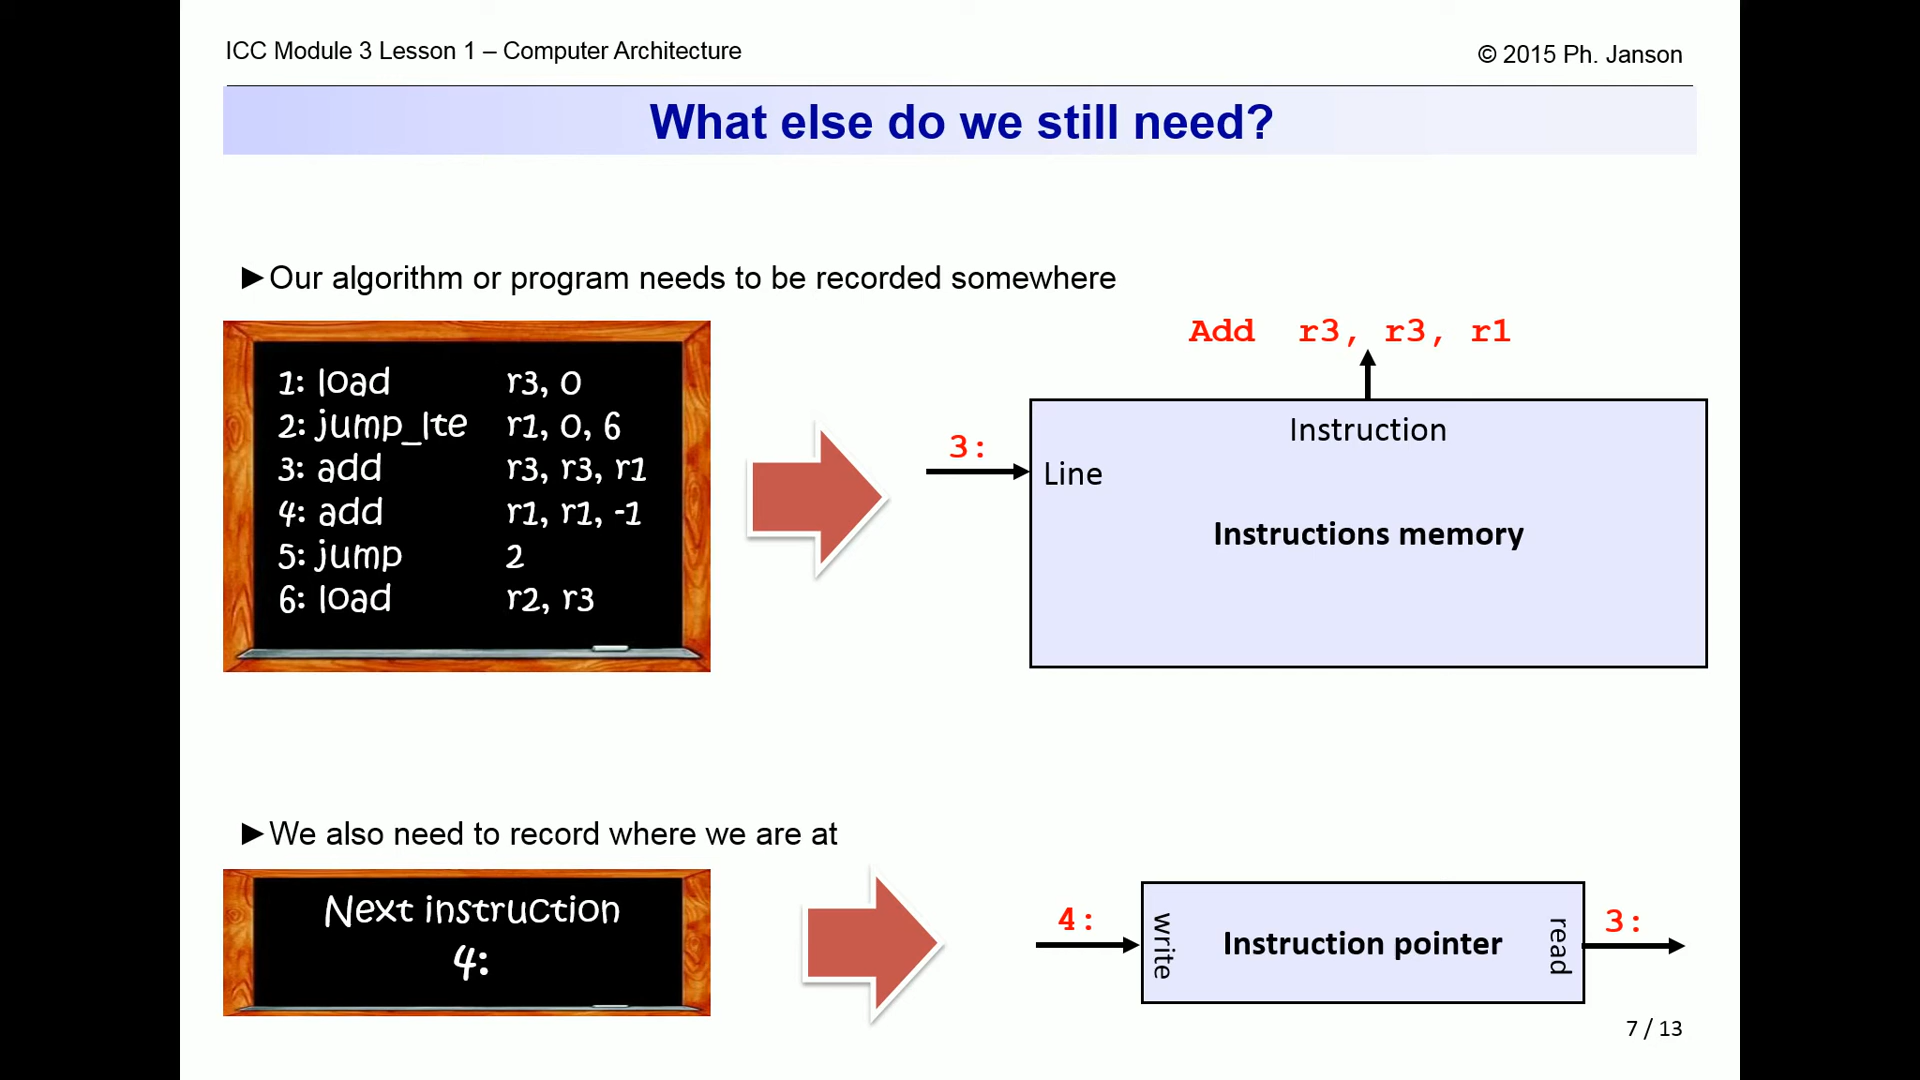 ICC Module 3 Lesson 1 – Computer Architecture
© 2015 Ph. Janson
What else do we still need?
►Our algorithm or program needs to be recorded somewhere
1: load r3, 0
2: jump_lte r1, 0, 6
3: add r3, r3, r1
4: add r1, r1, -1
5: jump 2
6: load r2, r3
Add r3, r3, r1
3:
Instruction
Line
Instructions memory
►We also need to record where we are at
Next instruction
4:
4:
write
Instruction pointer
read
3:
7 / 13